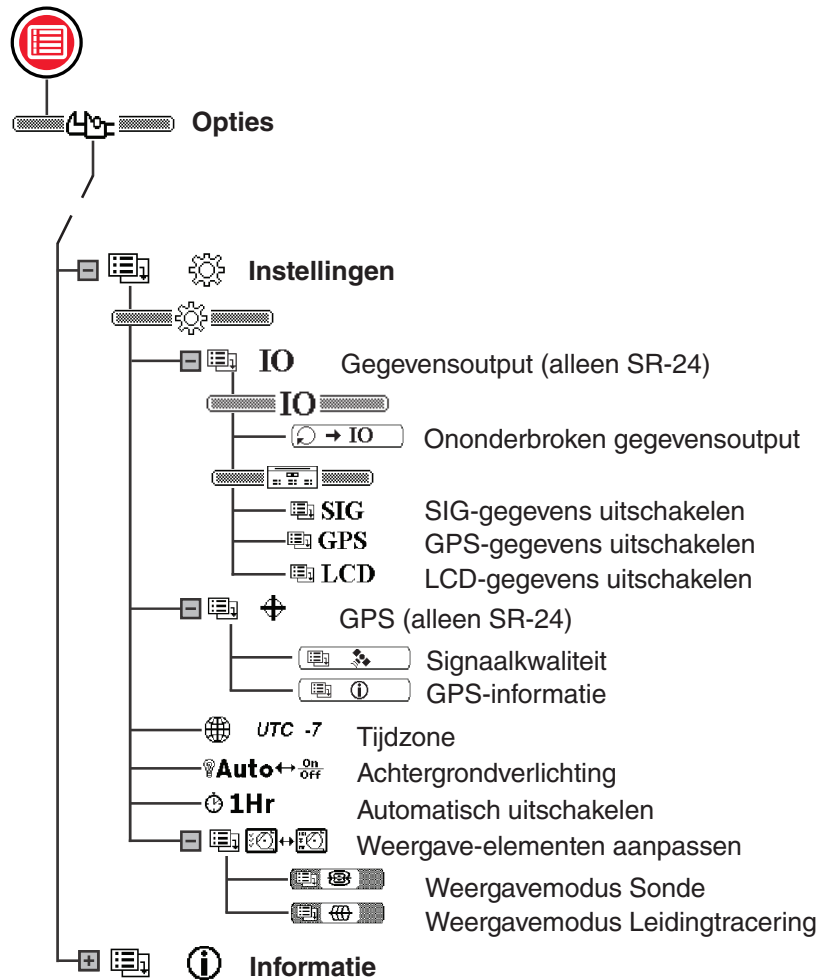 Opties
Instellingen
IO Gegevensoutput (alleen SR-24)
IO
IO Ononderbroken gegevensoutput
SIG SIG-gegevens uitschakelen
GPS GPS-gegevens uitschakelen
LCD LCD-gegevens uitschakelen
GPS (alleen SR-24)
Signaalkwaliteit
GPS-informatie
UTC -7 Tijdzone
Auto On Off Achtergrondverlichting
1Hr Automatisch uitschakelen
Weergave-elementen aanpassen
Weergavemodus Sonde
Weergavemodus Leidingtracering
Informatie